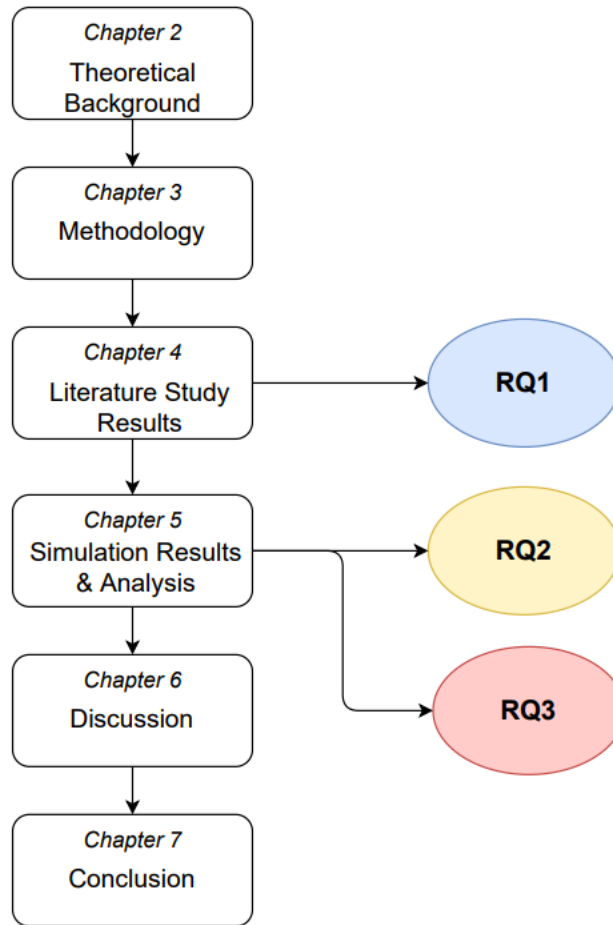 Chapter 2
Theoretical
Background
Chapter 3
Methodology
Chapter 4
Literature Study
Results
RQ1
Chapter 5
Simulation Results
& Analysis
RQ2
Chapter 6
Discussion
RQ3
Chapter 7
Conclusion